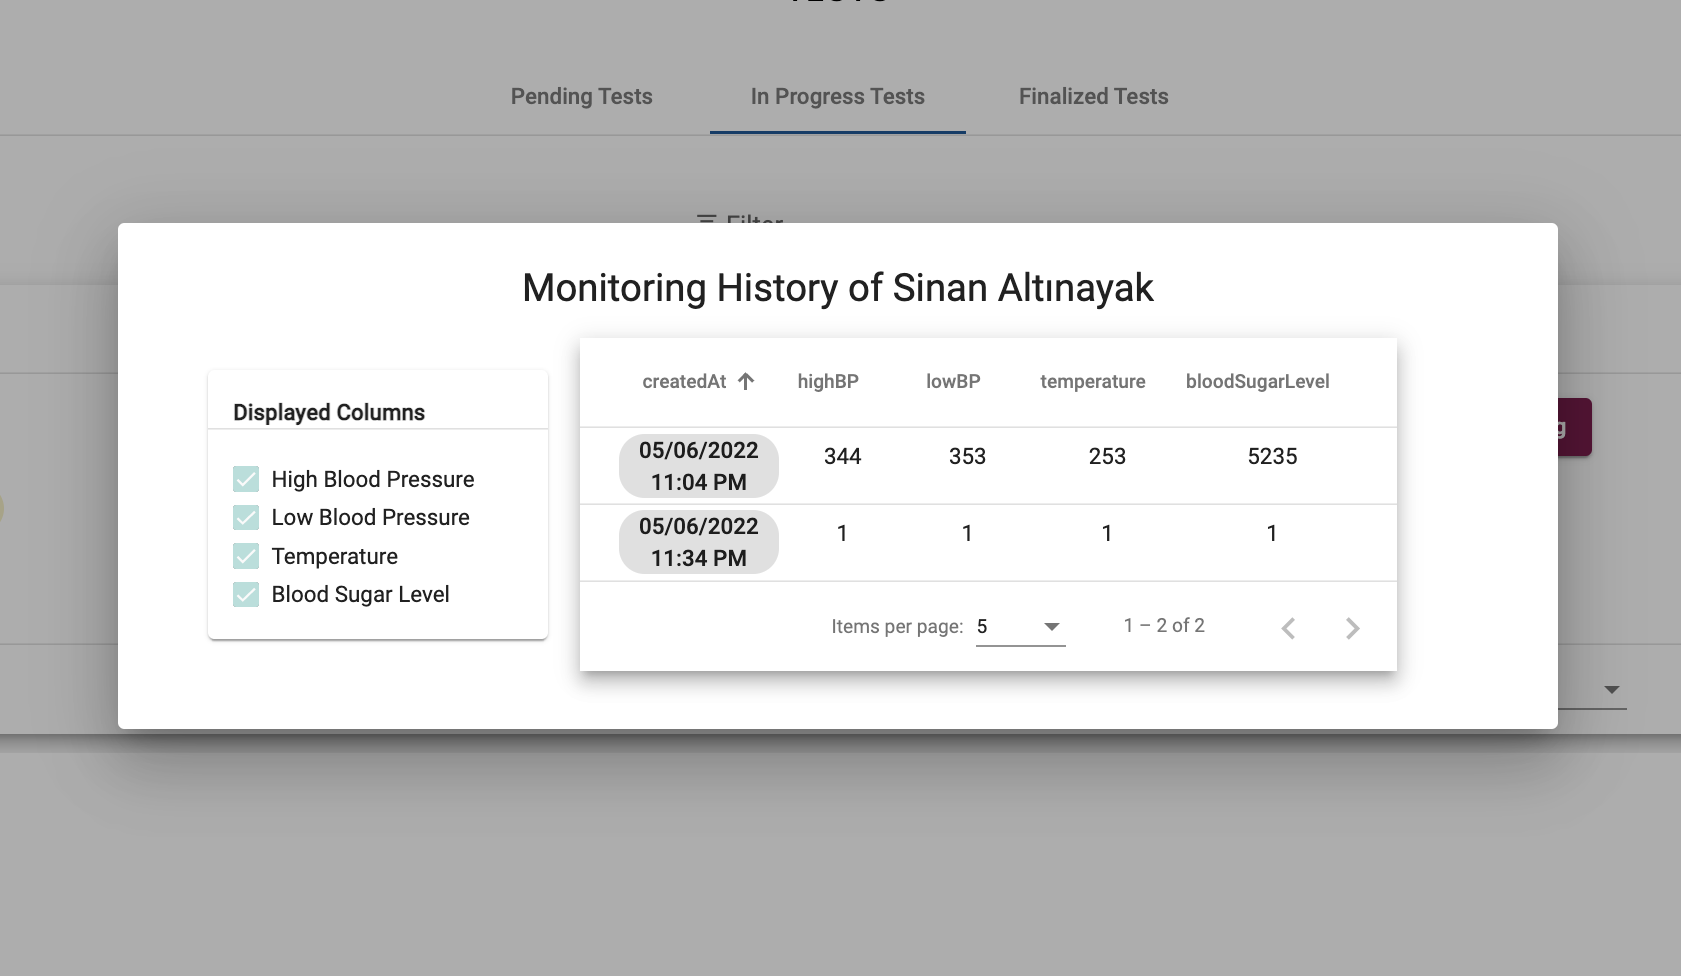 Pending Tests
In Progress Tests
Finalized Tests
Filter
Monitoring History of Sinan Altınayak
Displayed Columns
High Blood Pressure
Low Blood Pressure
Temperature
Blood Sugar Level
createdAt highBP lowBP temperature bloodSugarLevel
05/06/2022 11:04 PM 344 353 253 5235
05/06/2022 11:34 PM 1 1 1 1
Items per page: 5 1 – 2 of 2